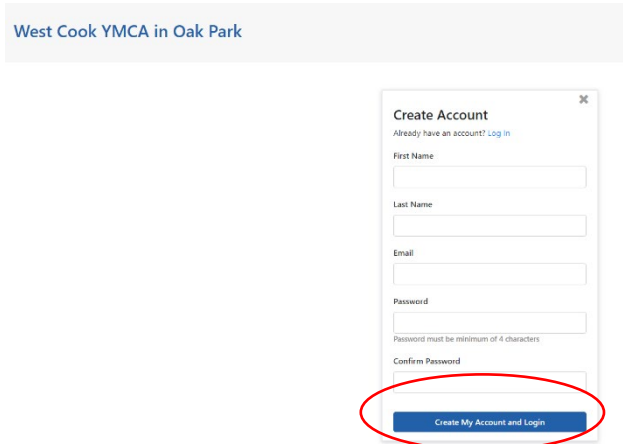 West Cook YMCA in Oak Park
Create Account
Already have an account? Log In
First Name
Last Name
Email
Password
Password must be minimum of 4 characters
Confirm Password
Create My Account and Login